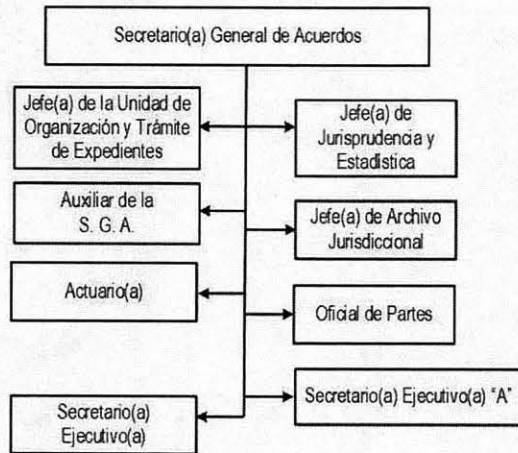 Secretario(a) General de Acuerdos
Jefe(a) de la Unidad de
Organización y Trámite
de Expedientes
Jefe(a) de
Jurisprudencia y
Estadística
Auxiliar de la
S. G. A.
Jefe(a) de Archivo
Jurisdiccional
Actuario(a)
Oficial de Partes
Secretario(a) Ejecutivo(a) "A"
Secretario(a)
Ejecutivo(a)